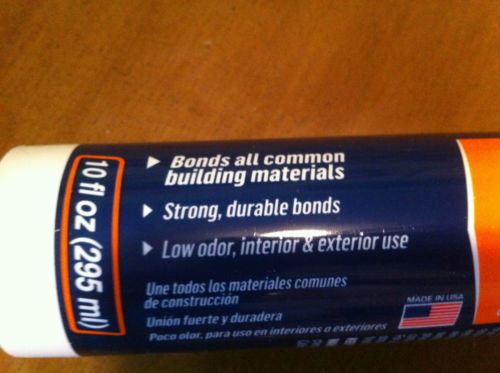 10 fl oz (295 ml)
Bonds all common
building materials
Strong, durable bonds
Low odor, interior & exterior use
Une todos los materiales comunes
de construcción
Unión fuerte y duradera
Poco olor, para uso en interiores o exteriores
MADE IN USA